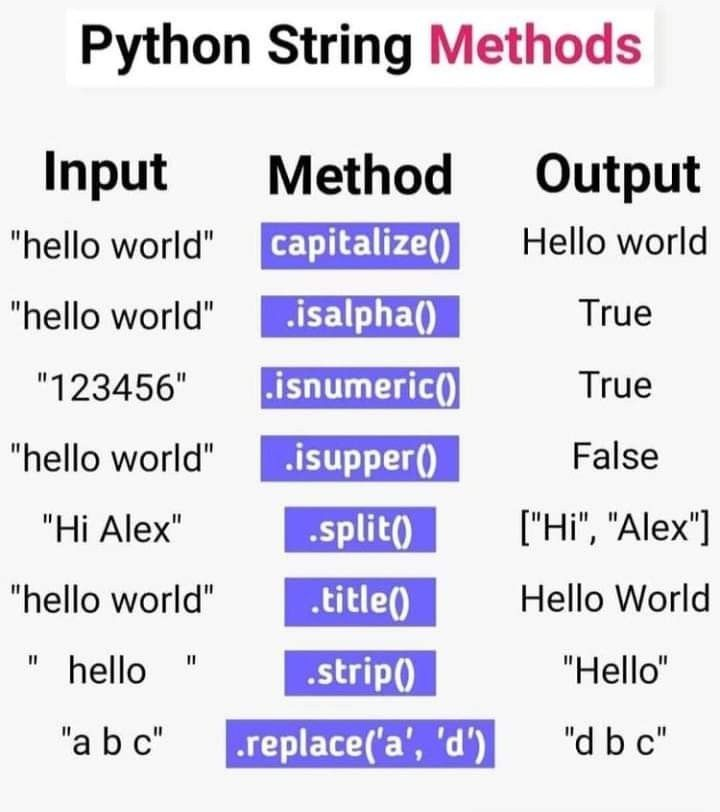 Python String Methods
Input Method Output
"hello world" capitalize() Hello world
"hello world" .isalpha() True
"123456" .isnumeric() True
"hello world" .isupper() False
"Hi Alex" .split() ["Hi", "Alex"]
"hello world" .title() Hello World
" hello " .strip() "Hello"
"a b c" .replace('a', 'd') "d b c"